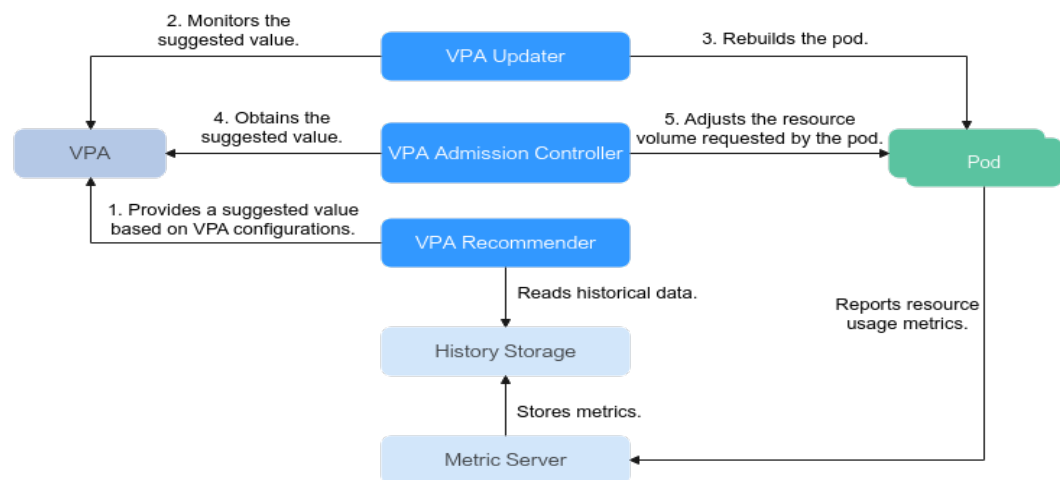 2. Monitors the
suggested value.
VPA Updater
3. Rebuilds the pod.
4. Obtains the
suggested value.
5. Adjusts the resource
volume requested by the pod.
VPA
VPA Admission Controller
Pod
1. Provides a suggested value
based on VPA configurations.
VPA Recommender
Reads historical data.
Reports resource
usage metrics.
History Storage
Stores metrics.
Metric Server